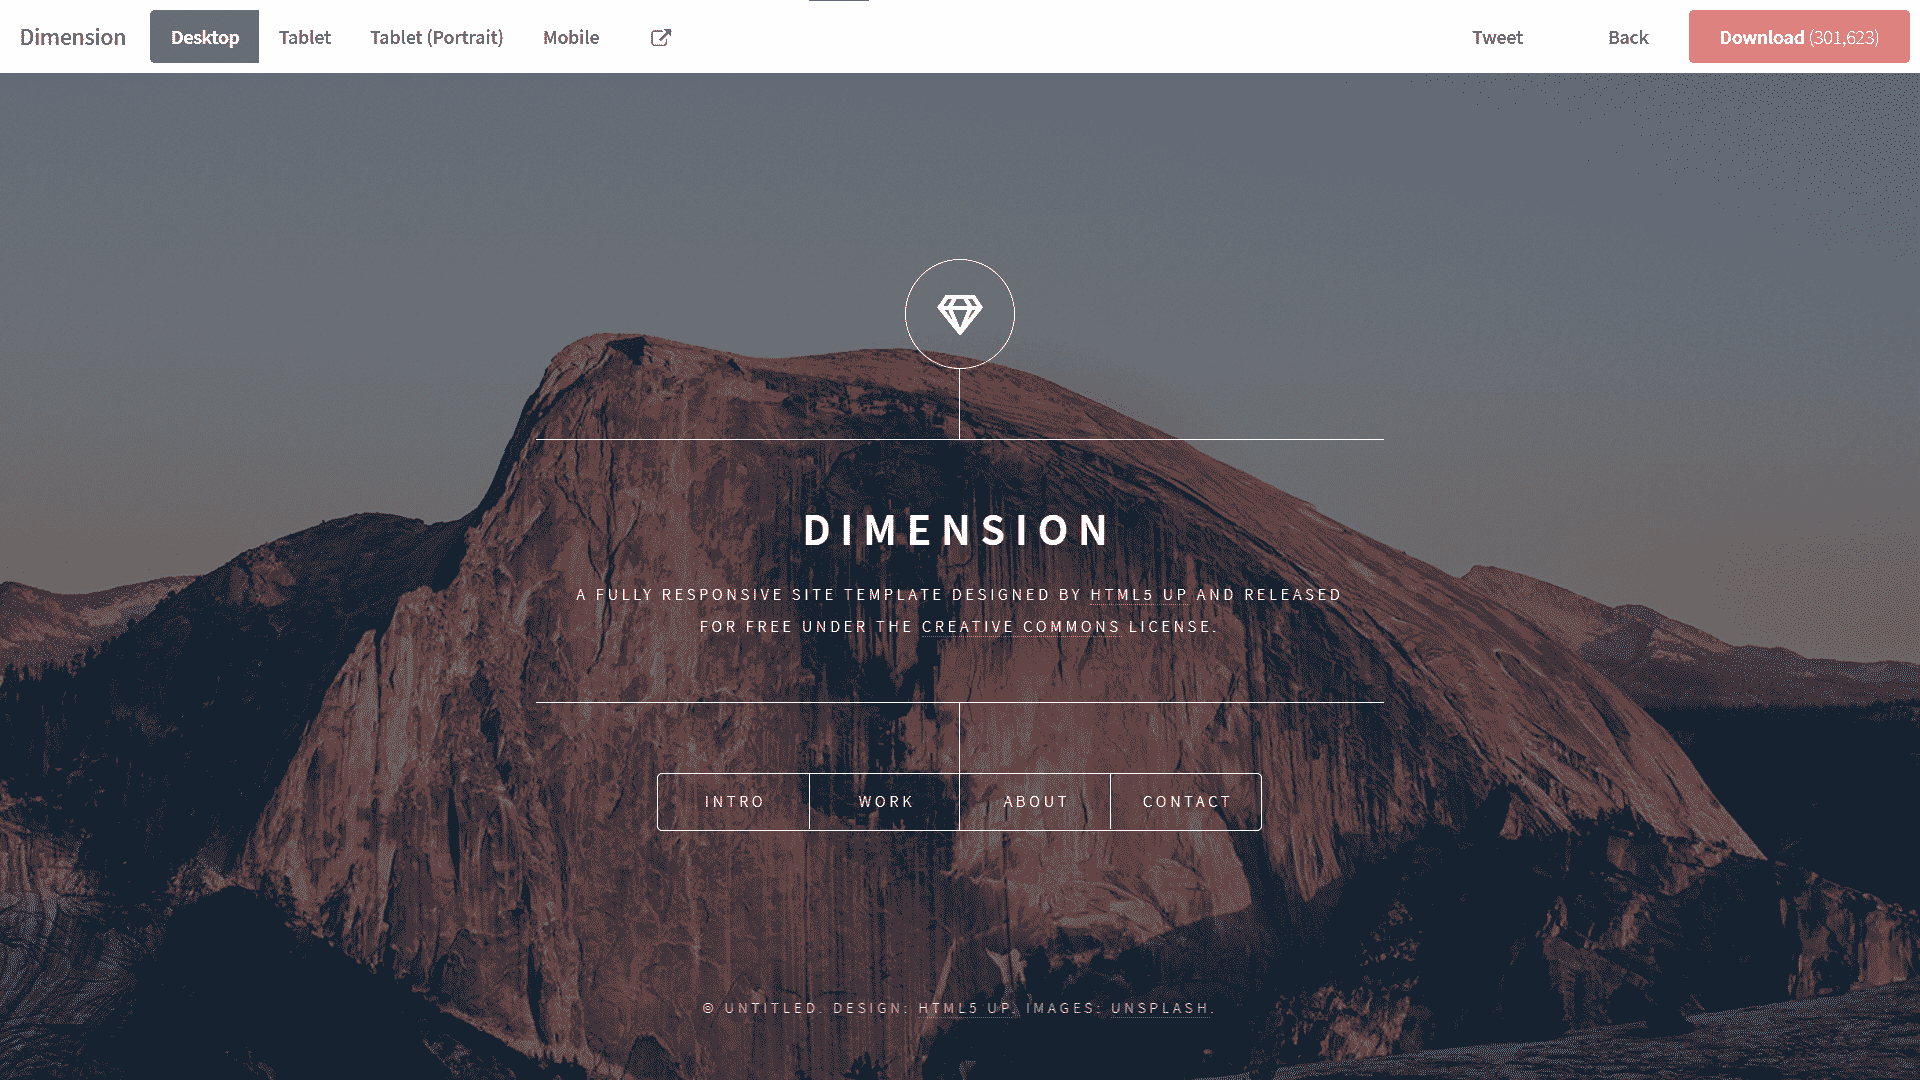 Dimension Desktop Tablet Tablet (Portrait) Mobile Tweet Back Download (301,623)
DIMENSION
A FULLY RESPONSIVE SITE TEMPLATE DESIGNED BY HTML5 UP AND RELEASED
FOR FREE UNDER THE CREATIVE COMMONS LICENSE.
INTRO WORK ABOUT CONTACT
© UNTITLED. DESIGN: HTML5 UP. IMAGES: UNSPLASH.